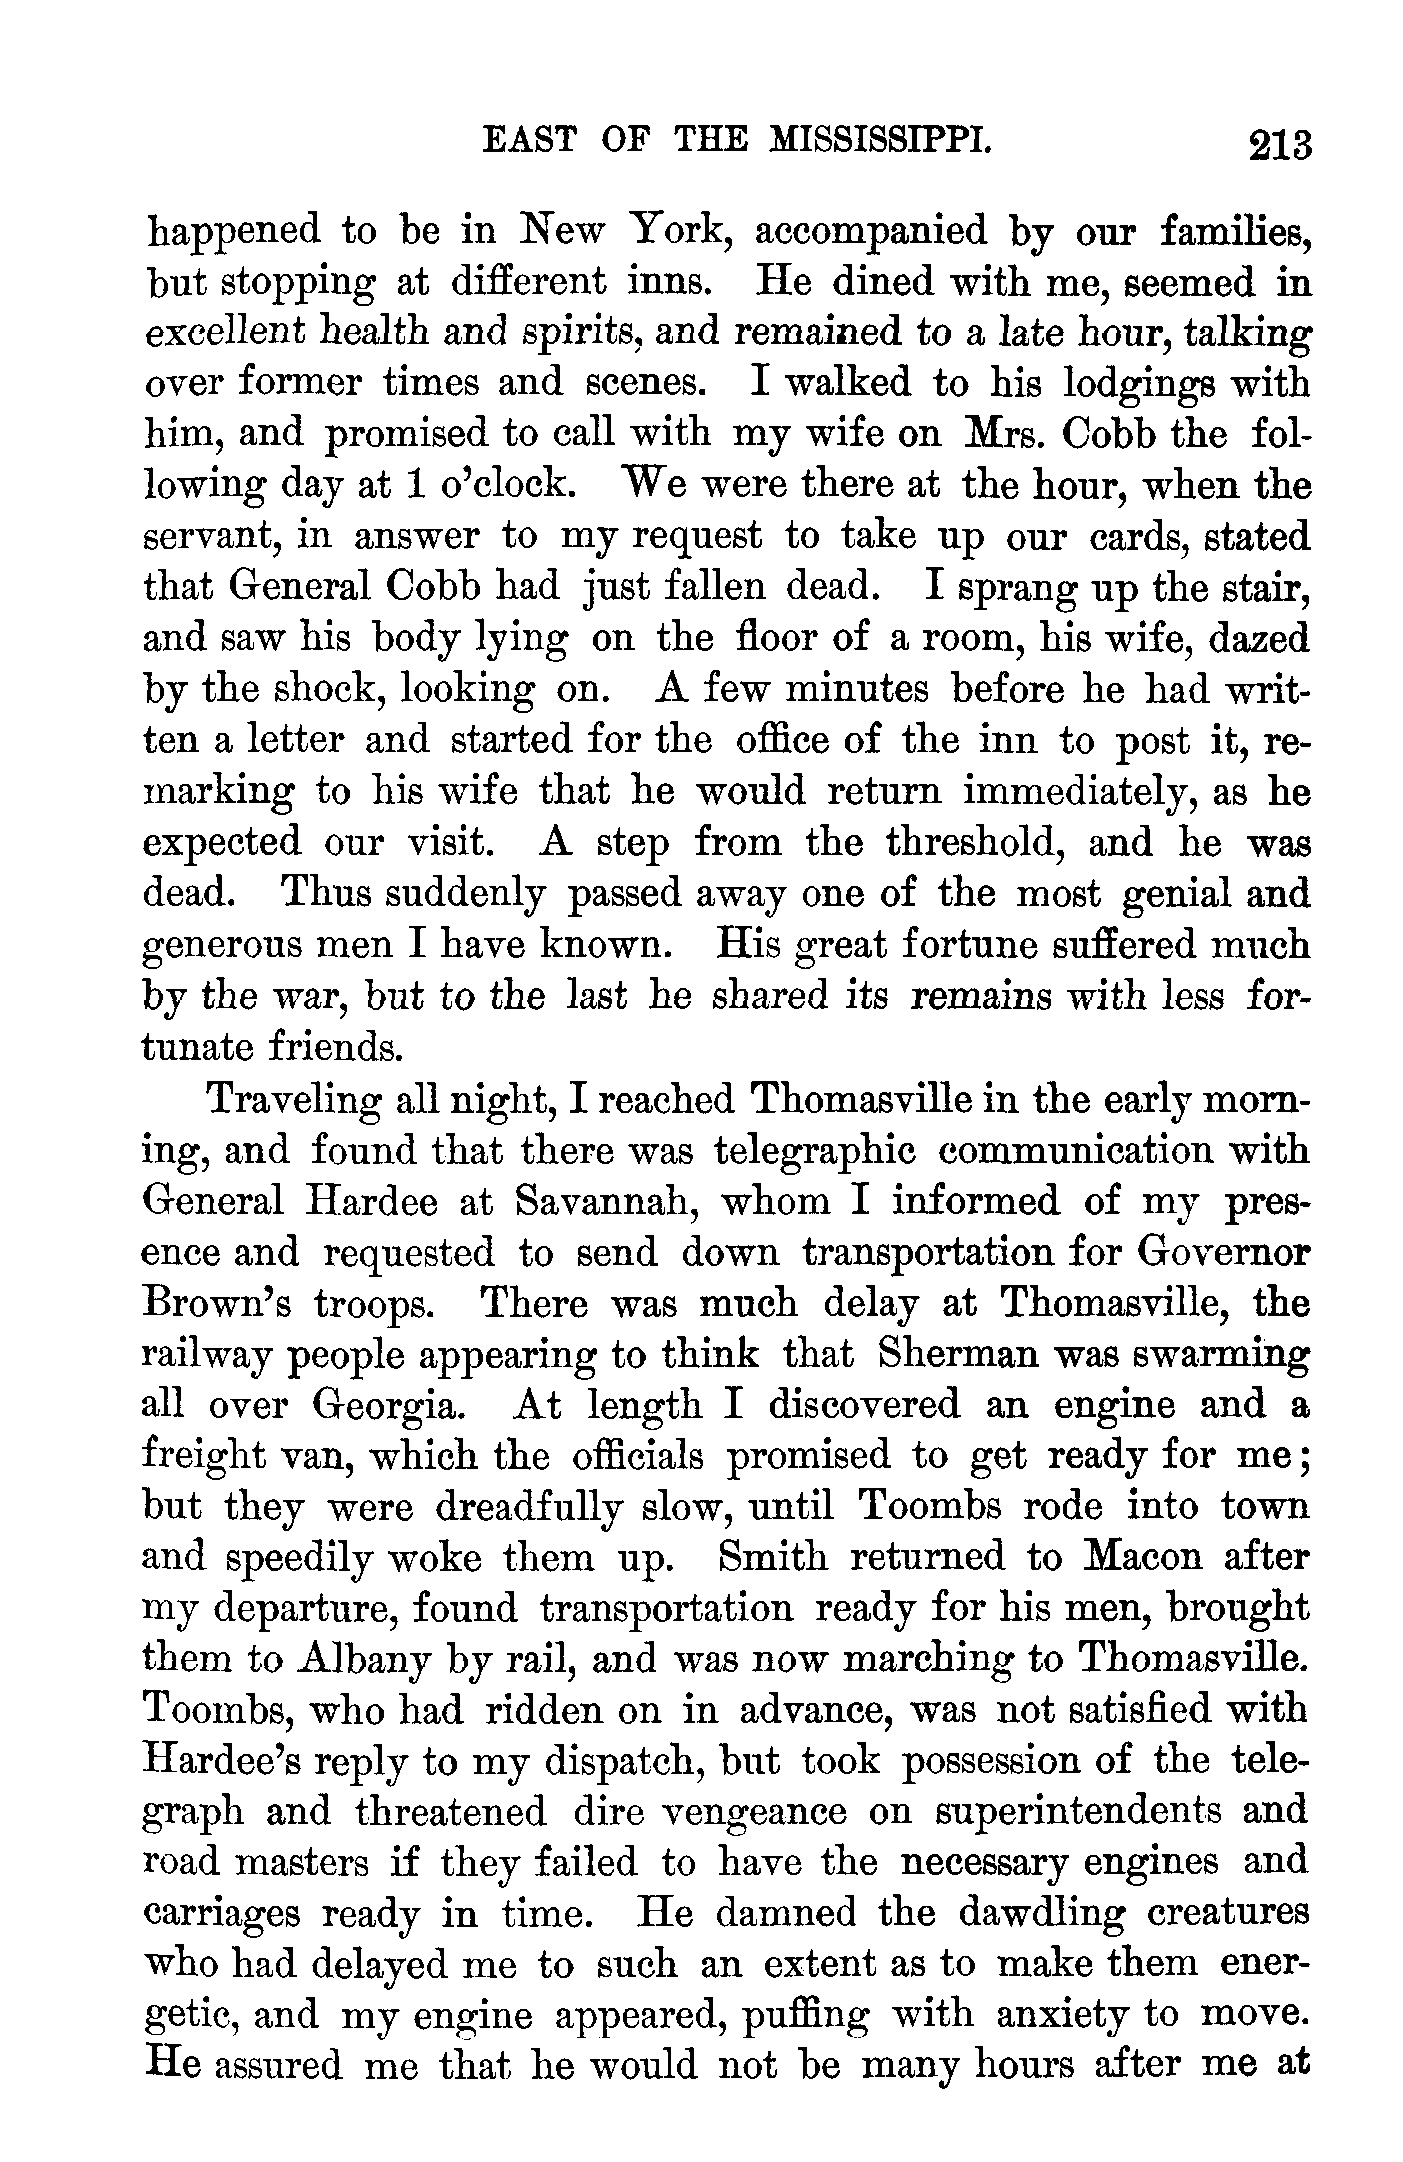 EAST OF THE MISSISSIPPI. 213
happened to be in New York, accompanied by our families,
but stopping at different inns. He dined with me, seemed in
excellent health and spirits, and remained to a late hour, talking
over former times and scenes. I walked to his lodgings with
him, and promised to call with my wife on Mrs. Cobb the fol-
lowing day at 1 o'clock. We were there at the hour, when the
servant, in answer to my request to take up our cards, stated
that General Cobb had just fallen dead. I sprang up the stair,
and saw his body lying on the floor of a room, his wife, dazed
by the shock, looking on. A few minutes before he had writ-
ten a letter and started for the office of the inn to post it, re-
marking to his wife that he would return immediately, as he
expected our visit. A step from the threshold, and he was
dead. Thus suddenly passed away one of the most genial and
generous men I have known. His great fortune suffered much
by the war, but to the last he shared its remains with less for-
tunate friends.
Traveling all night, I reached Thomasville in the early morn-
ing, and found that there was telegraphic communication with
General Hardee at Savannah, whom I informed of my pres-
ence and requested to send down transportation for Governor
Brown's troops. There was much delay at Thomasville, the
railway people appearing to think that Sherman was swarming
all over Georgia. At length I discovered an engine and a
freight van, which the officials promised to get ready for me;
but they were dreadfully slow, until Toombs rode into town
and speedily woke them up. Smith returned to Macon after
my departure, found transportation ready for his men, brought
them to Albany by rail, and was now marching to Thomasville.
Toombs, who had ridden on in advance, was not satisfied with
Hardee's reply to my dispatch, but took possession of the tele-
graph and threatened dire vengeance on superintendents and
road masters if they failed to have the necessary engines and
carriages ready in time. He damned the dawdling creatures
who had delayed me to such an extent as to make them ener-
getic, and my engine appeared, puffing with anxiety to move.
He assured me that he would not be many hours after me at